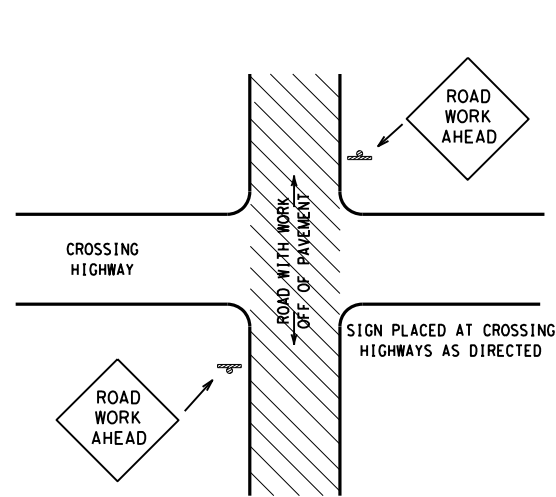 ROAD
WORK
AHEAD
CROSSING
HIGHWAY
ROAD WITH WORK
OFF OF PAVEMENT
SIGN PLACED AT CROSSING
HIGHWAYS AS DIRECTED
ROAD
WORK
AHEAD